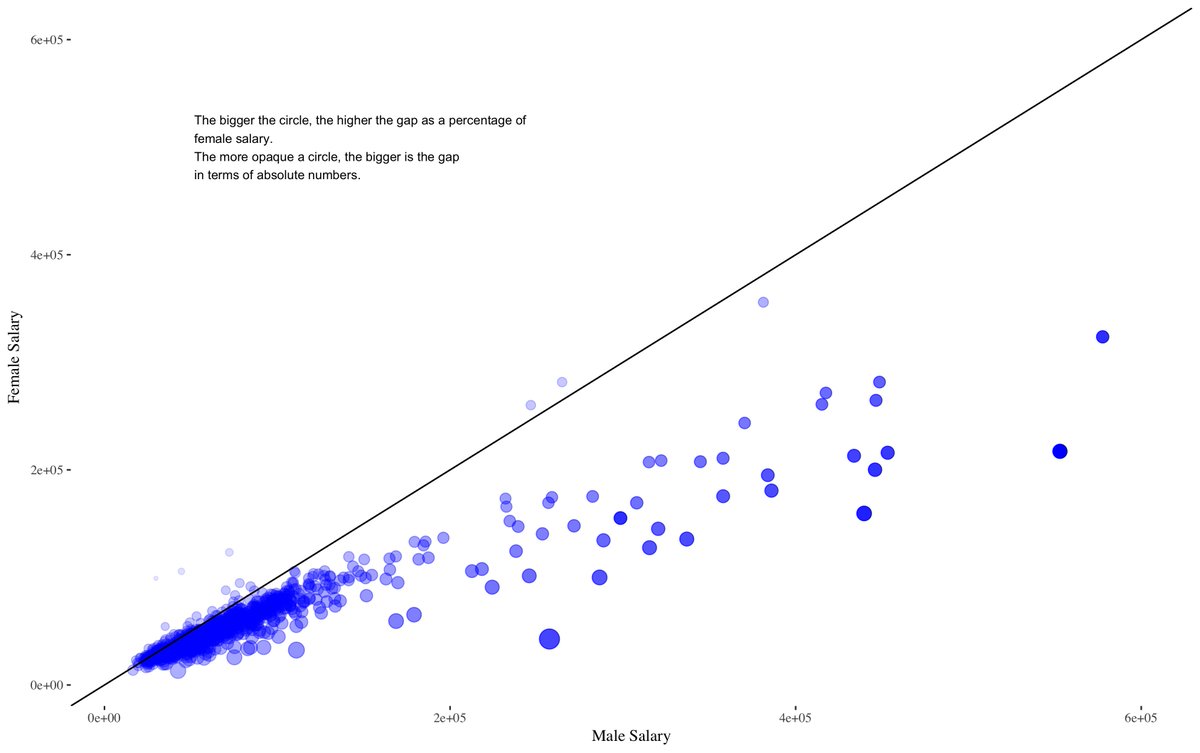 6e+05
The bigger the circle, the higher the gap as a percentage of
female salary.
The more opaque a circle, the bigger is the gap
in terms of absolute numbers.
4e+05
Female Salary
2e+05
0e+00
0e+00 2e+05 4e+05 6e+05
Male Salary